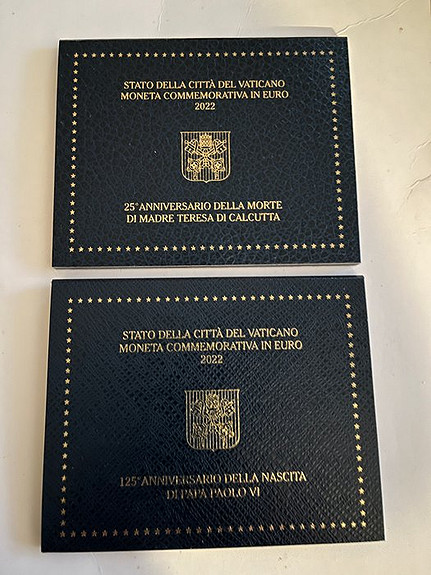 STATO DELLA CITTÀ DEL VATICANO
MONETA COMMEMORATIVA IN EURO
2022
25° ANNIVERSARIO DELLA MORTE
DI MADRE TERESA DI CALCUTTA
STATO DELLA CITTÀ DEL VATICANO
MONETA COMMEMORATIVA IN EURO
2022
125° ANNIVERSARIO DELLA NASCITA
DI PAPA PAOLO VI